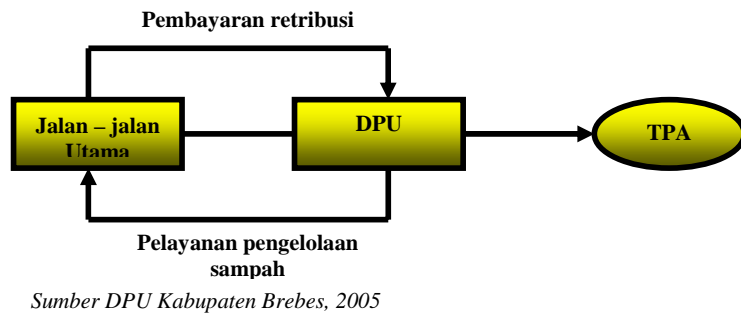 Pembayaran retribusi
Jalan – jalan
Utama
DPU
TPA
Pelayanan pengelolaan
sampah
Sumber DPU Kabupaten Brebes, 2005